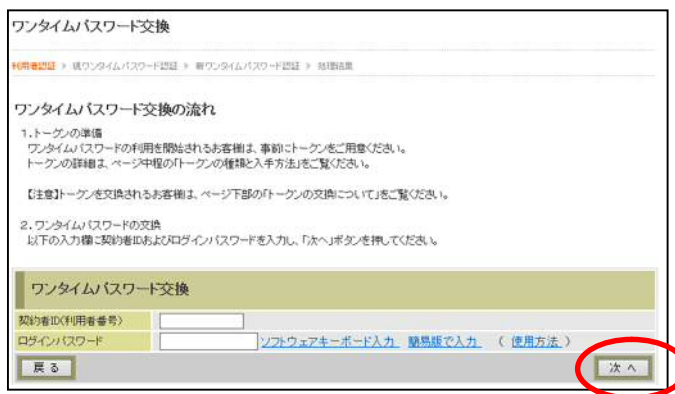 ワンタイムパスワード交換
利用者認証 > 現ワンタイムパスワード認証 > 新ワンタイムパスワード認証 > 処理結果
ワンタイムパスワード交換の流れ
1.トークンの準備
ワンタイムパスワードの利用を開始されるお客様は、事前にトークンをご用意ください。
トークンの詳細は、ページ中程の「トークンの種類と入手方法」をご覧ください。
【注意】トークンを交換されるお客様は、ページ下部の「トークンの交換について」をご覧ください。
2.ワンタイムパスワードの交換
以下の入力欄に契約者IDおよびログインパスワードを入力し、「次へ」ボタンを押してください。
ワンタイムパスワード交換
契約者ID(利用者番号)
ログインパスワード ソフトウェアキーボード入力 簡易版で入力 ( 使用方法 )
戻る 次へ